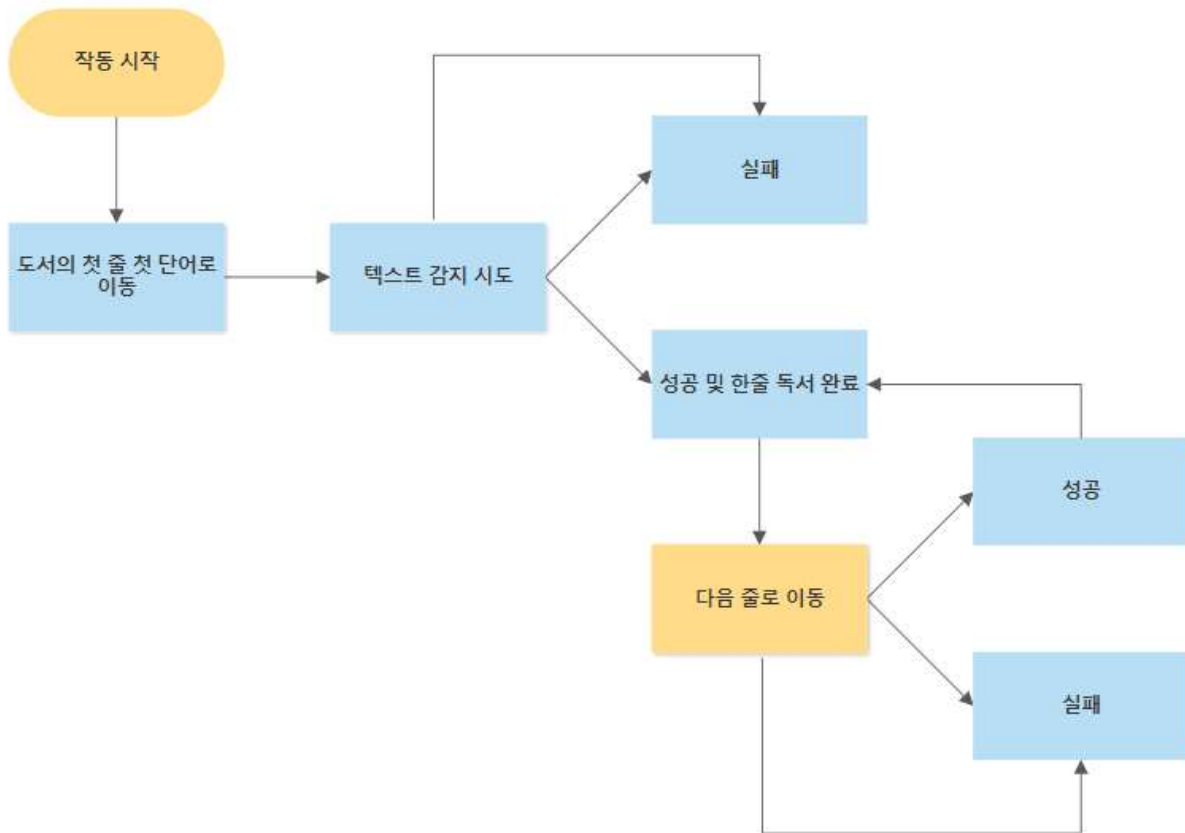 작동 시작
실패
도서의 첫 줄 첫 단어로
이동
텍스트 감지 시도
성공 및 한줄 독서 완료
성공
다음 줄로 이동
실패